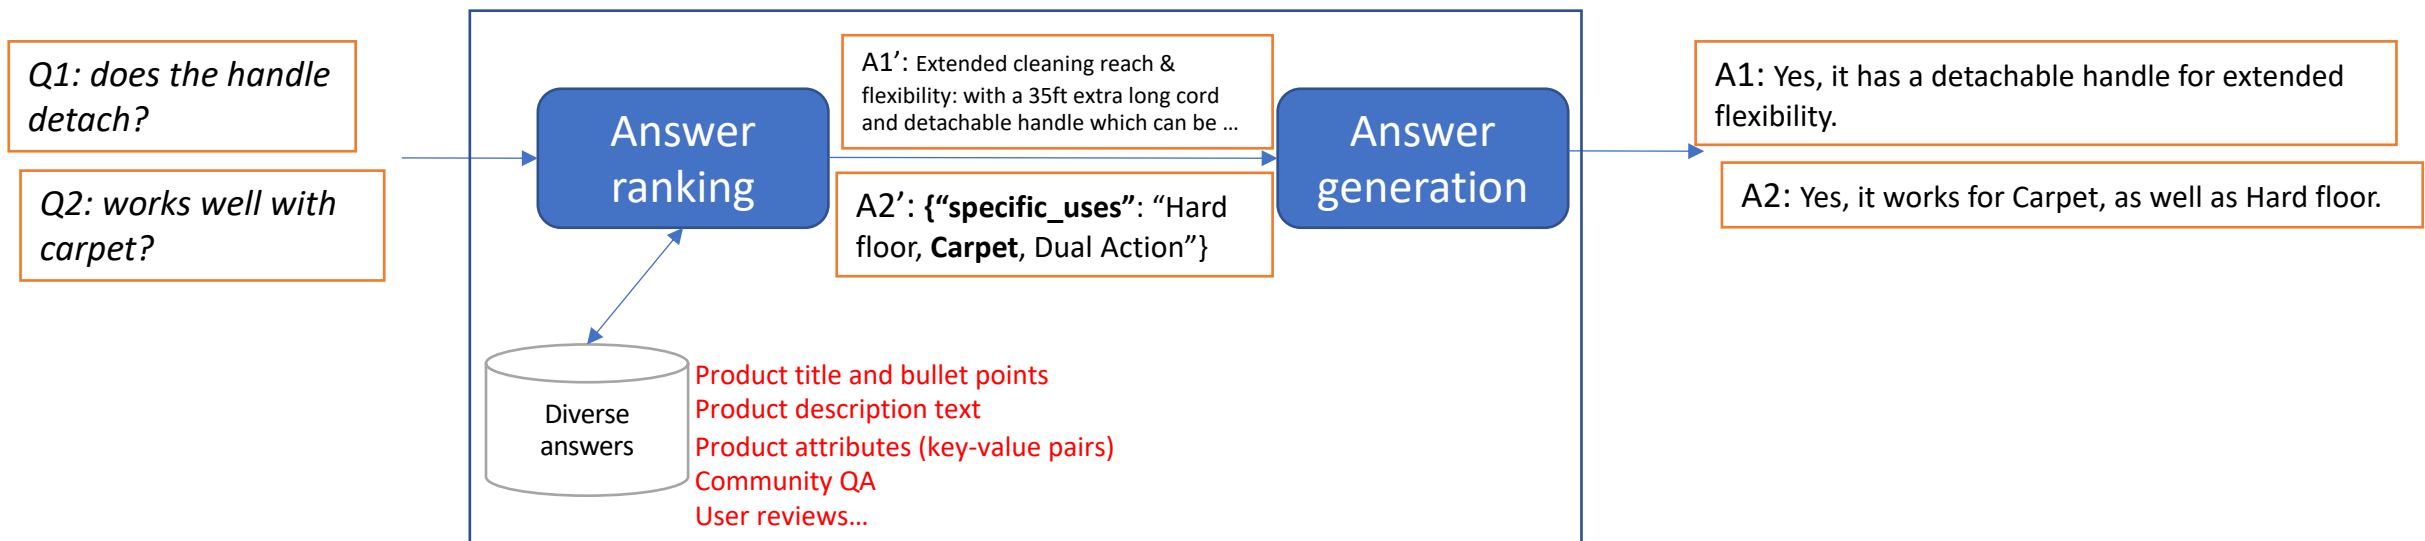 Q1: does the handle
detach?
Q2: works well with
carpet?
Answer
ranking
A1’: Extended cleaning reach &
flexibility: with a 35ft extra long cord
and detachable handle which can be …
A2’: {“specific_uses”: “Hard
floor, Carpet, Dual Action”}
Answer
generation
A1: Yes, it has a detachable handle for extended
flexibility.
A2: Yes, it works for Carpet, as well as Hard floor.
Diverse
answers
Product title and bullet points
Product description text
Product attributes (key-value pairs)
Community QA
User reviews…